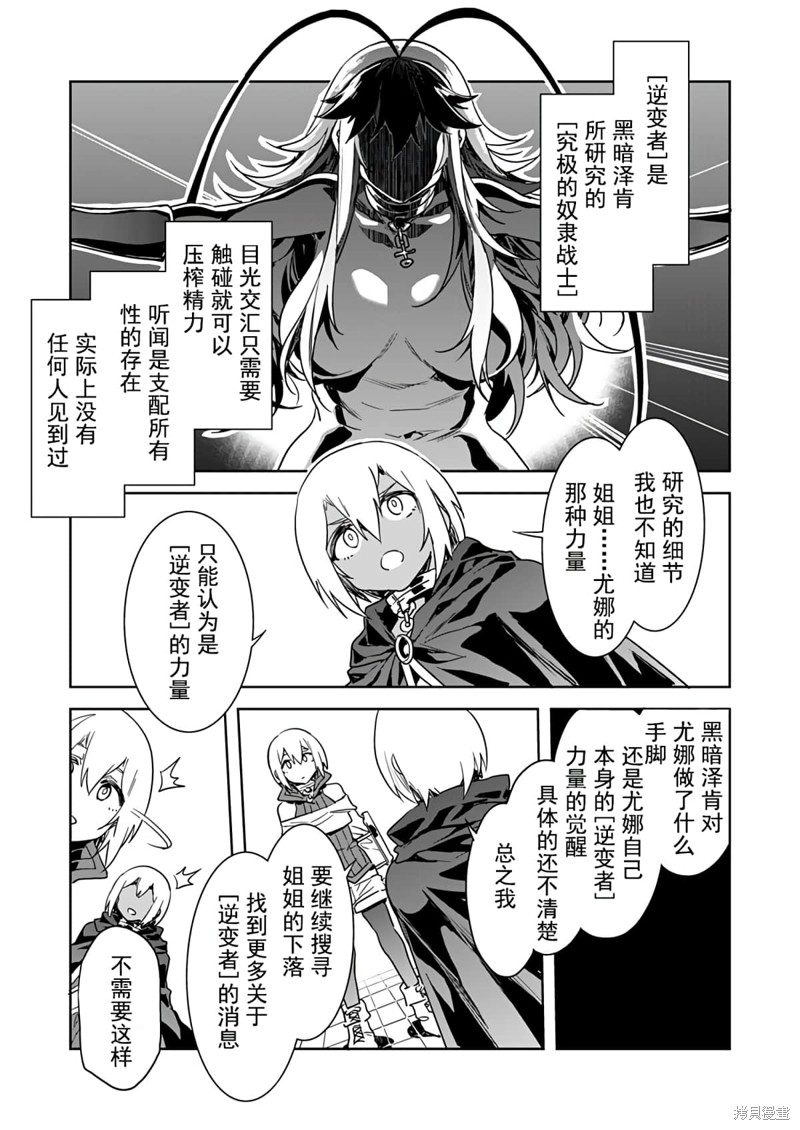 [逆变者]是
黑暗泽肯
所研究的
[究极的奴隶战士]
目光交汇只需要
触碰就可以
压榨精力
听闻是支配所有
性的存在
实际上没有
任何人见到过
研究的细节
我也不知道
姐姐……尤娜的
那种力量
只能认为是
[逆变者]的力量
黑暗泽肯对
尤娜做了什么
手脚
还是尤娜自己
本身的[逆变者]
力量的觉醒
具体的还不清楚
总之我
要继续搜寻
姐姐的下落
找到更多关于
[逆变者]的消息
不需要这样
拷贝漫畫